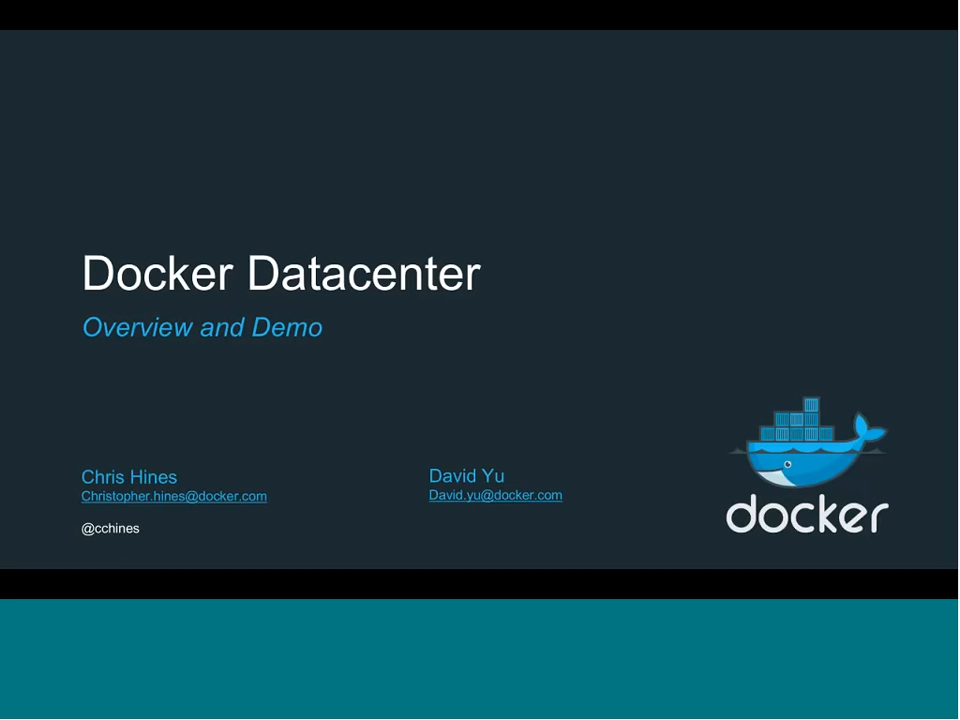 Docker Datacenter
Overview and Demo
Chris Hines
Christopher.hines@docker.com
@cchines
David Yu
David.yu@docker.com
docker